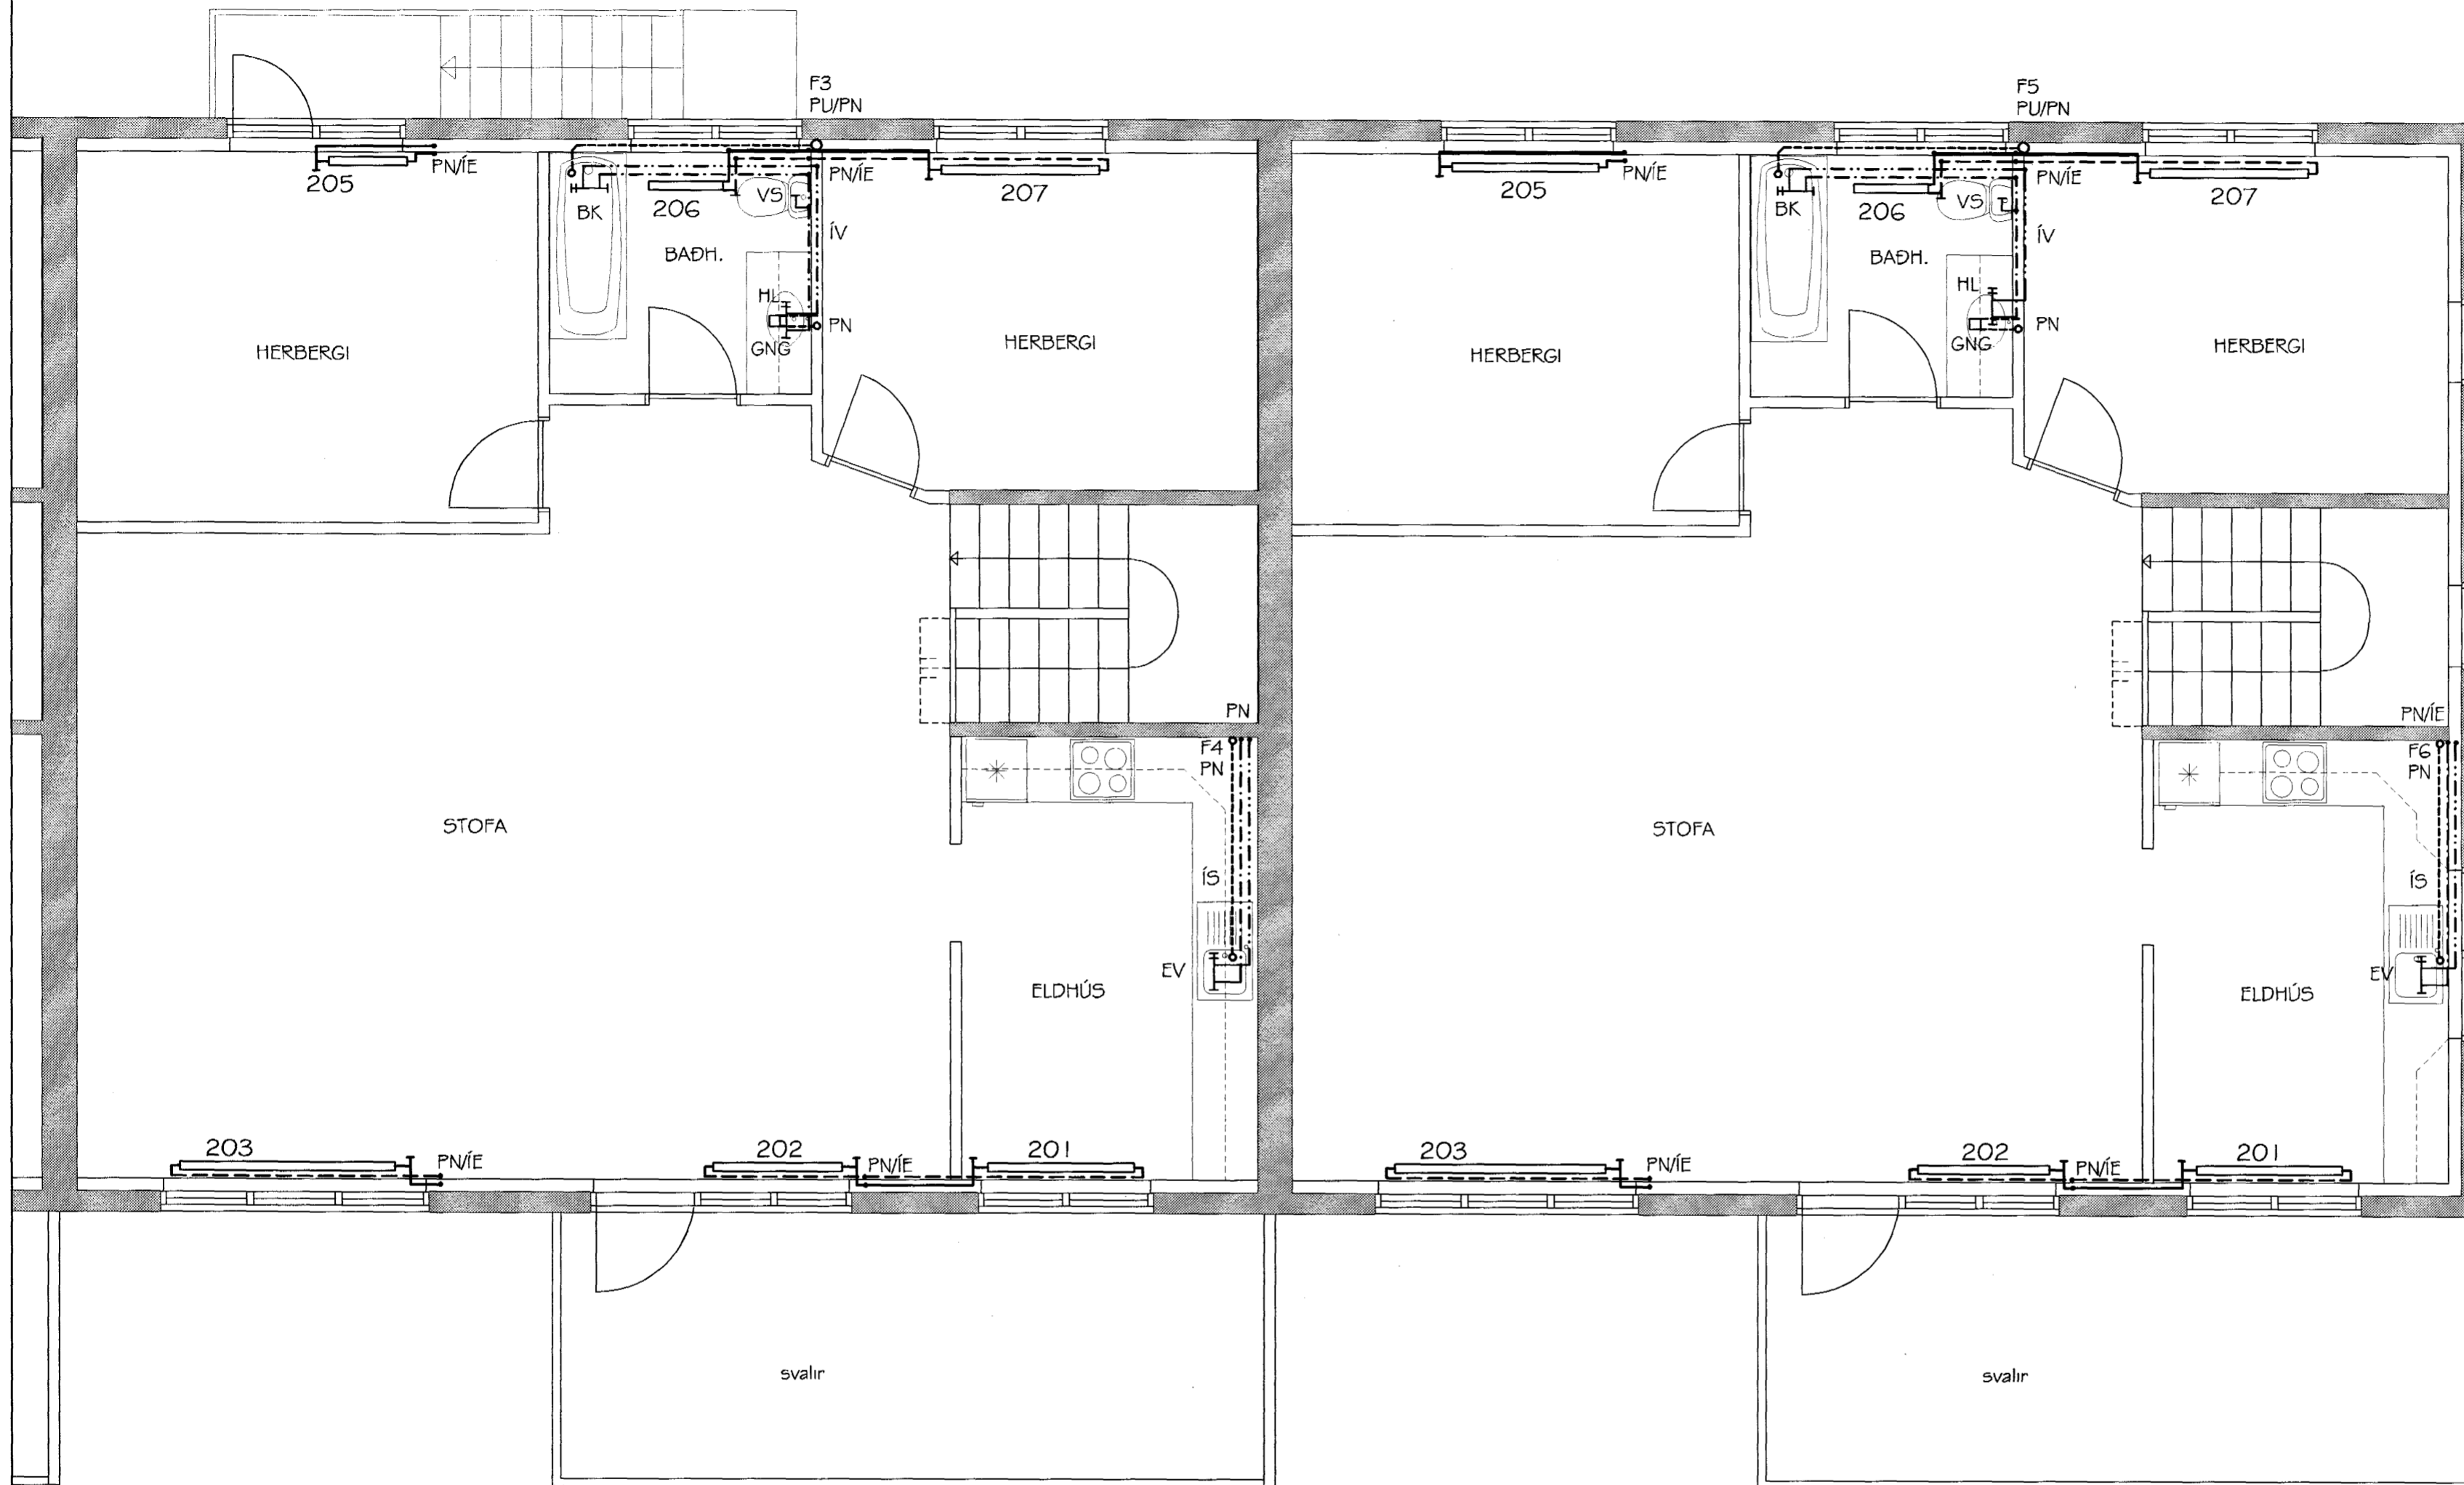 F3
PU/PN
F5
PU/PN
205
PN/ÍE
BK
206
VS
PN/ÍE
207
205
PN/ÍE
BK
206
VS
PN/ÍE
207
ÍV
ÍV
BAÐH.
BAÐH.
HL
PN
GNG
HL
PN
GNG
HERBERGI
HERBERGI
HERBERGI
HERBERGI
PN
PN/ÍE
F4
PN
F6
PN
STOFA
STOFA
ÍS
ÍS
EV
EV
ELDHÚS
ELDHÚS
203
PN/ÍE
202
PN/ÍE
201
203
PN/ÍE
202
PN/ÍE
201
svalir
svalir